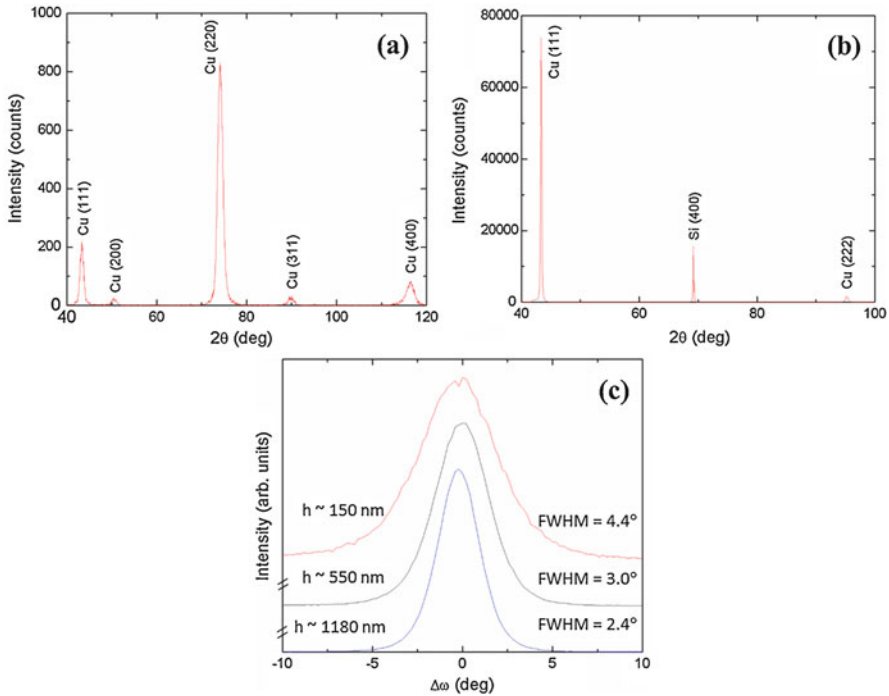 (a)
Intensity (counts)
1000
800
600
400
200
0
Cu (111)
Cu (200)
Cu (220)
Cu (311)
Cu (400)
40 60 80 100 120
2θ (deg)
(b)
Intensity (counts)
80000
60000
40000
20000
0
Cu (111)
Si (400)
Cu (222)
40 60 80 100
2θ (deg)
(c)
Intensity (arb. units)
h ~ 150 nm FWHM = 4.4°
h ~ 550 nm FWHM = 3.0°
h ~ 1180 nm FWHM = 2.4°
-10 -5 0 5 10
Δω (deg)